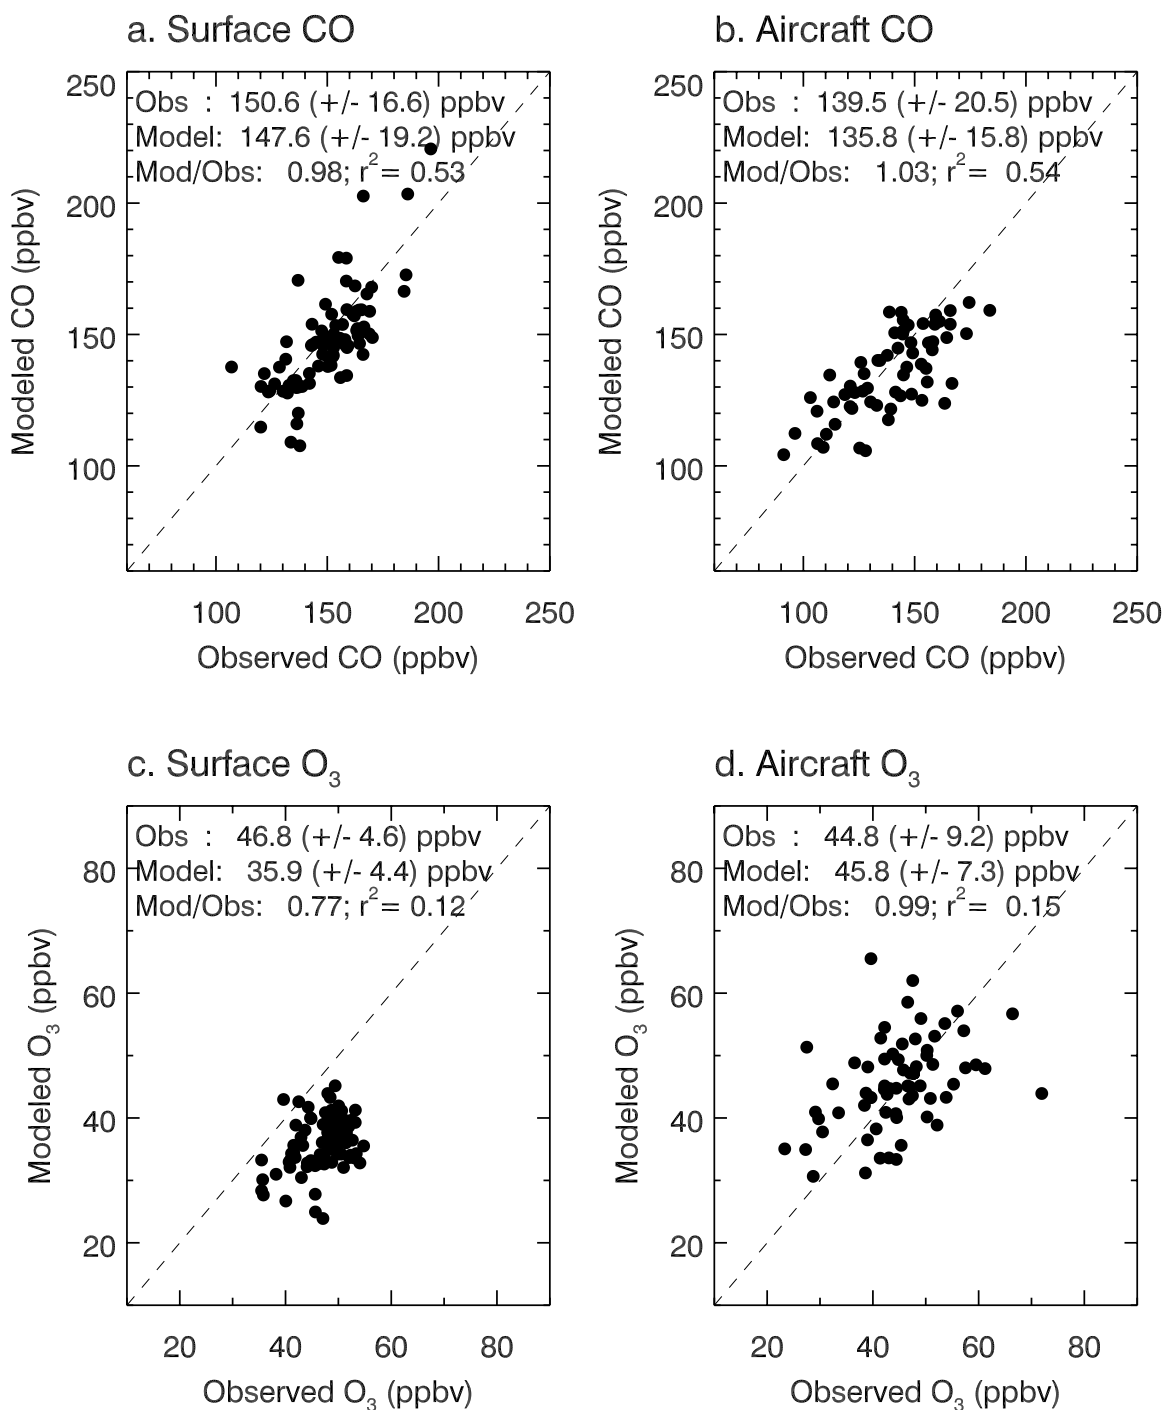 a. Surface CO
Obs : 150.6 (+/- 16.6) ppbv
Model: 147.6 (+/- 19.2) ppbv
Mod/Obs: 0.98; r2= 0.53
250
200
150
100
Modeled CO (ppbv)
100 150 200 250
Observed CO (ppbv)
b. Aircraft CO
Obs : 139.5 (+/- 20.5) ppbv
Model: 135.8 (+/- 15.8) ppbv
Mod/Obs: 1.03; r2= 0.54
250
200
150
100
Modeled CO (ppbv)
100 150 200 250
Observed CO (ppbv)
c. Surface O3
Obs : 46.8 (+/- 4.6) ppbv
Model: 35.9 (+/- 4.4) ppbv
Mod/Obs: 0.77; r2= 0.12
80
60
40
20
Modeled O3 (ppbv)
20 40 60 80
Observed O3 (ppbv)
d. Aircraft O3
Obs : 44.8 (+/- 9.2) ppbv
Model: 45.8 (+/- 7.3) ppbv
Mod/Obs: 0.99; r2= 0.15
80
60
40
20
Modeled O3 (ppbv)
20 40 60 80
Observed O3 (ppbv)